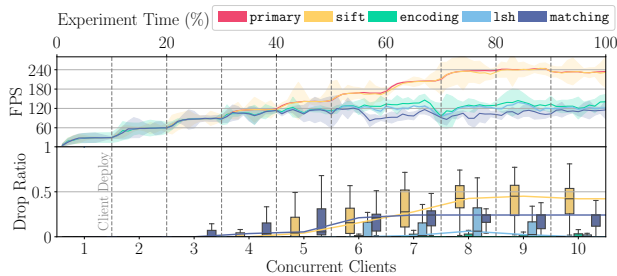 Experiment Time (%)
primary sift encoding lsh matching
0 20 40 60 80 100
FPS
240
180
120
60
1
Drop Ratio
0.5
0
Client Deploy
1 2 3 4 5 6 7 8 9 10
Concurrent Clients